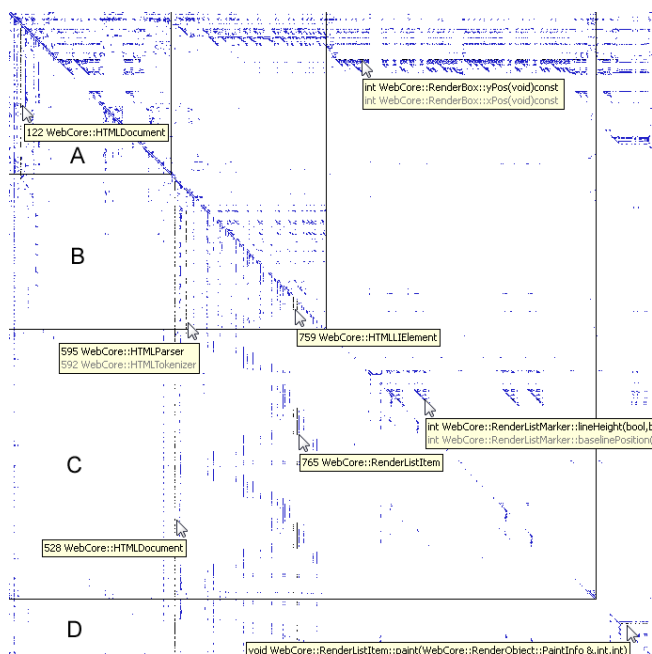 int WebCore::RenderBox::yPos(void)const
int WebCore::RenderBox::xPos(void)const
122 WebCore::HTMLDocument
A
B
759 WebCore::HTMLLIElement
595 WebCore::HTMLParser
592 WebCore::HTMLTokenizer
int WebCore::RenderListMarker::lineHeight(bool,b
int WebCore::RenderListMarker::baselinePosition(
C
765 WebCore::RenderListItem
528 WebCore::HTMLDocument
D
void WebCore::RenderListItem::paint(WebCore::RenderObject::PaintInfo &,int,int)